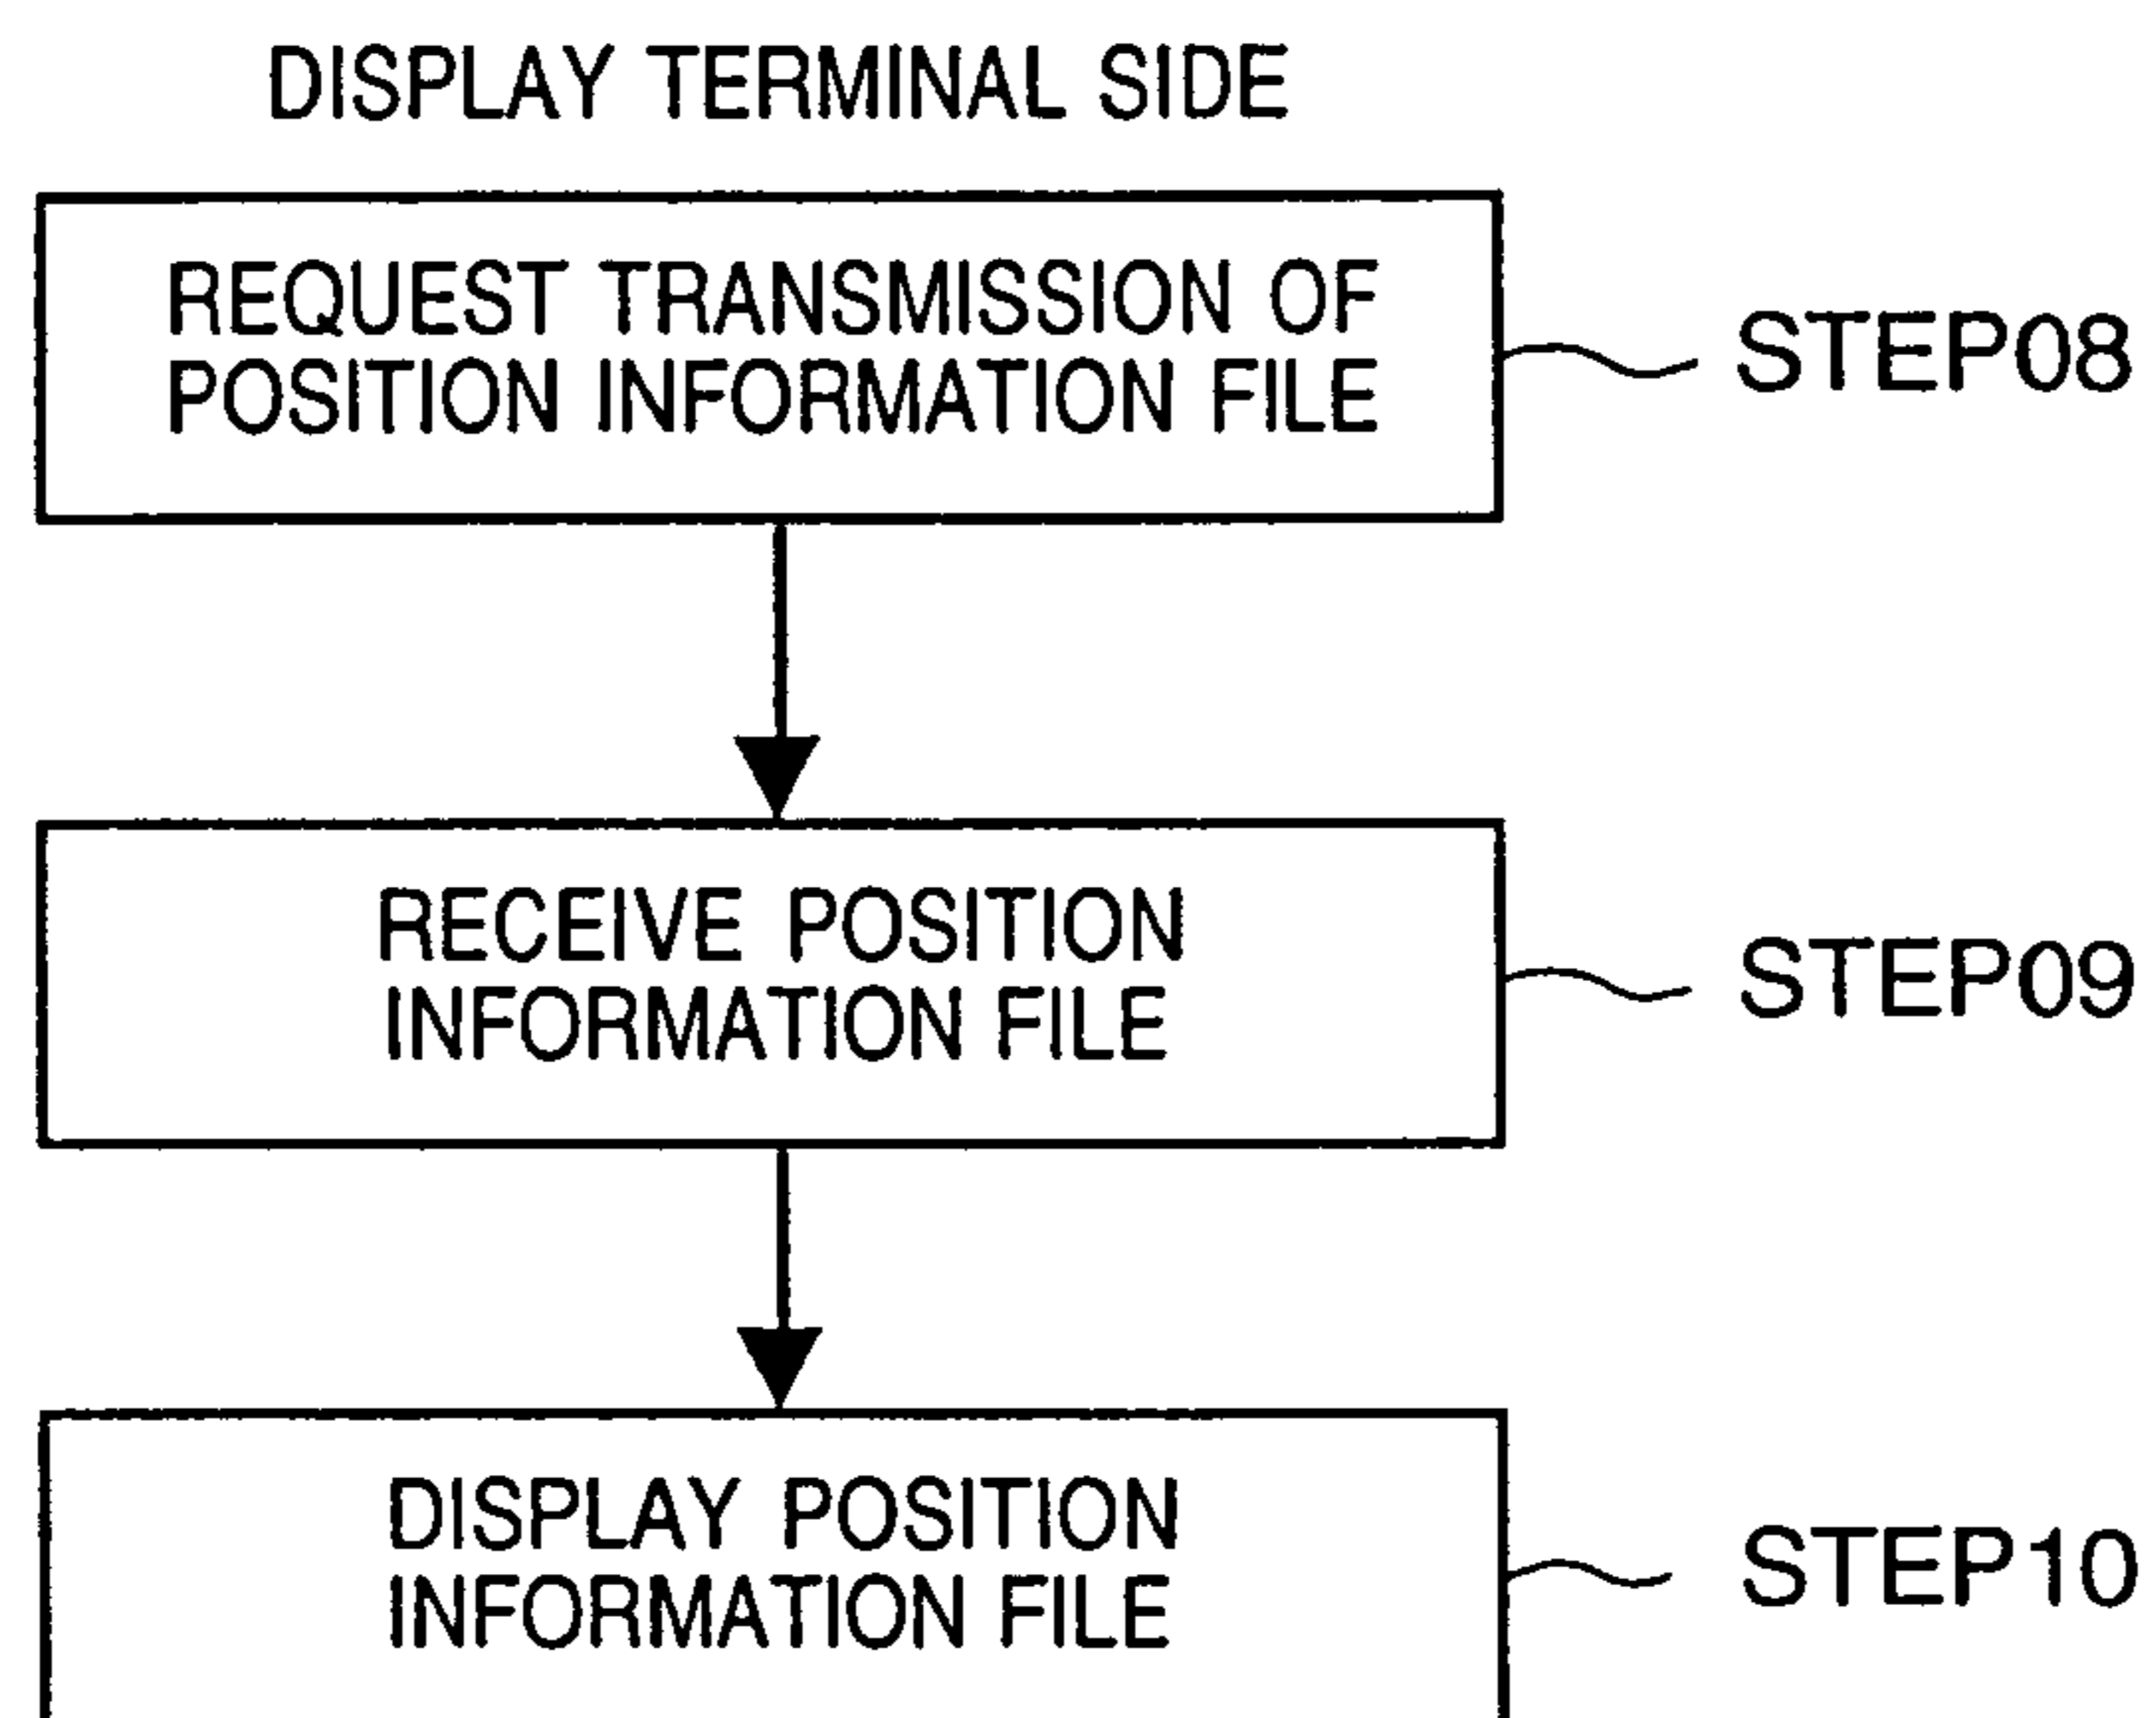 DISPLAY TERMINAL SIDE
REQUEST TRANSMISSION OF
POSITION INFORMATION FILE
STEP08
RECEIVE POSITION
INFORMATION FILE
STEP09
DISPLAY POSITION
INFORMATION FILE
STEP10